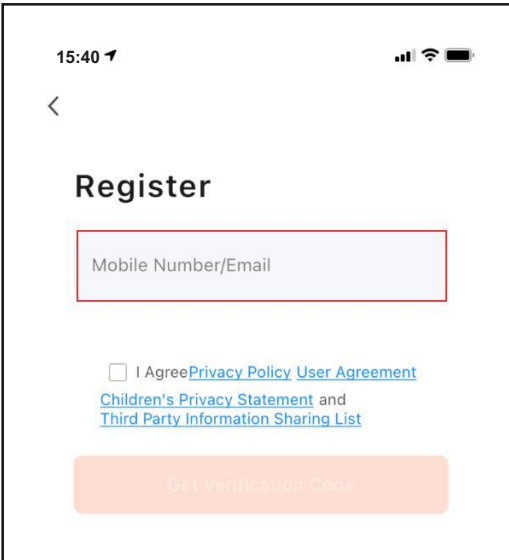 15:40
Register
Mobile Number/Email
I AgreePrivacy Policy User Agreement
Children's Privacy Statement and
Third Party Information Sharing List
Get Verification Code